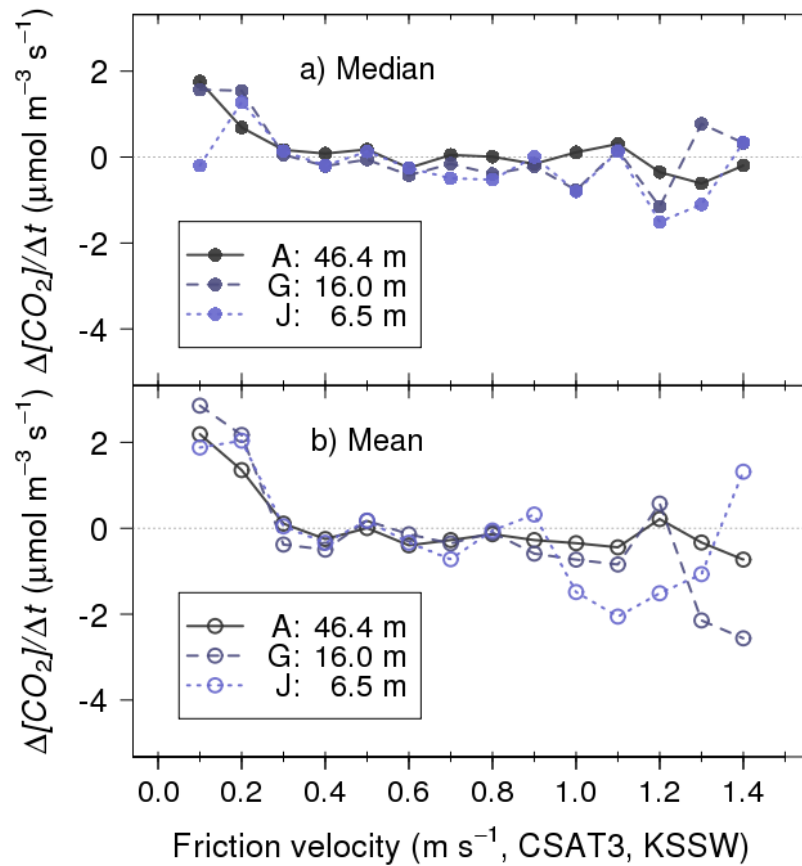 a) Median
Δ[CO₂]/Δt (μmol m⁻³ s⁻¹)
2
0
-2
-4
A: 46.4 m
G: 16.0 m
J: 6.5 m
b) Mean
Δ[CO₂]/Δt (μmol m⁻³ s⁻¹)
2
0
-2
-4
A: 46.4 m
G: 16.0 m
J: 6.5 m
0.0 0.2 0.4 0.6 0.8 1.0 1.2 1.4
Friction velocity (m s⁻¹, CSAT3, KSSW)